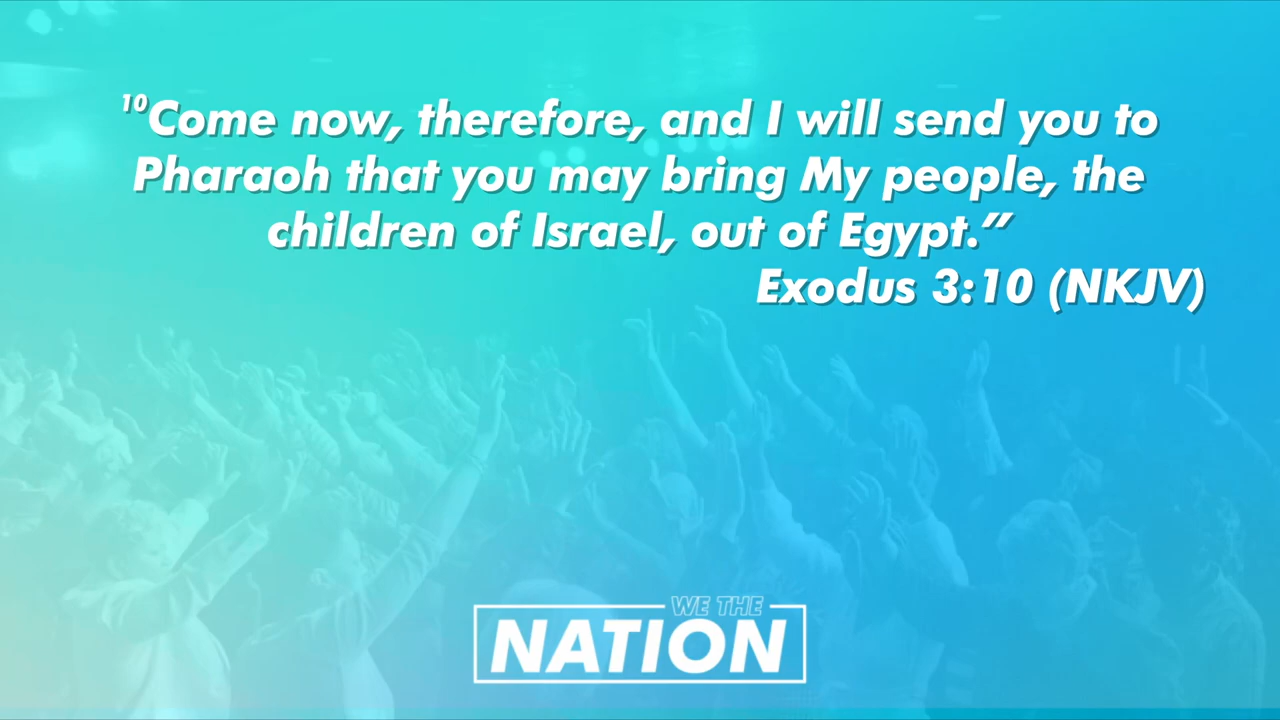 ¹⁰Come now, therefore, and I will send you to
Pharaoh that you may bring My people, the
children of Israel, out of Egypt.”
Exodus 3:10 (NKJV)
WE THE
NATION